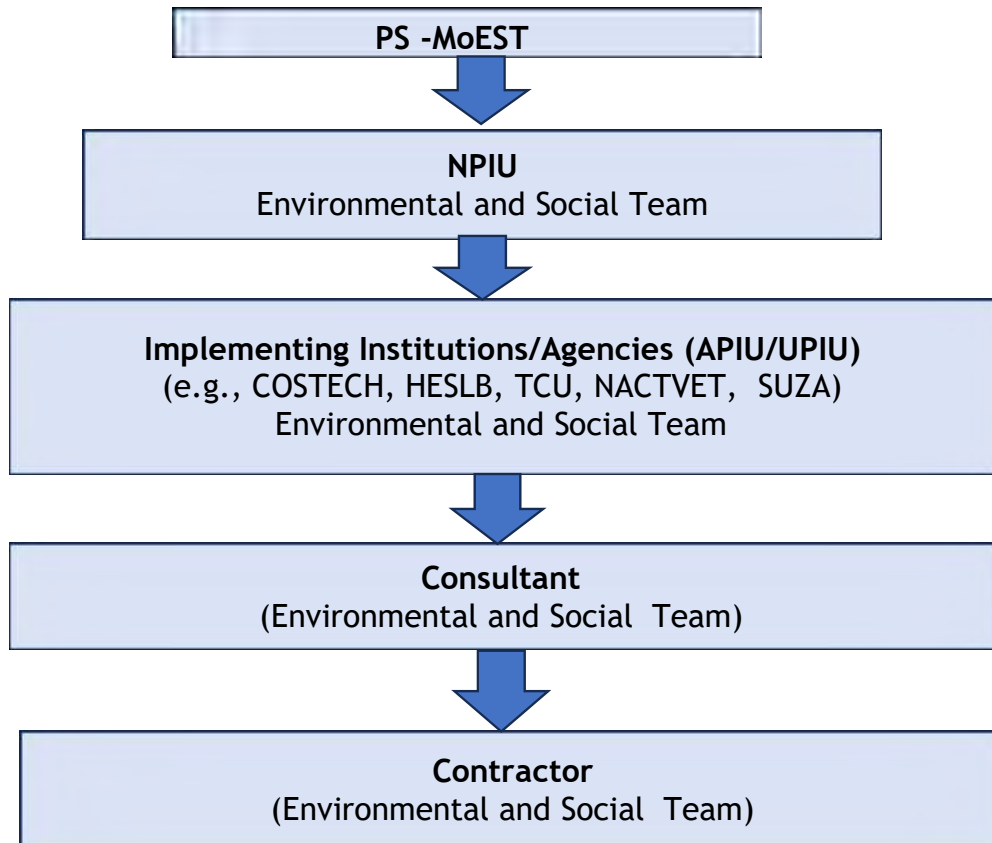 PS -MoEST
NPIU
Environmental and Social Team
Implementing Institutions/Agencies (APIU/UPIU)
(e.g., COSTECH, HESLB, TCU, NACTVET, SUZA)
Environmental and Social Team
Consultant
(Environmental and Social Team)
Contractor
(Environmental and Social Team)